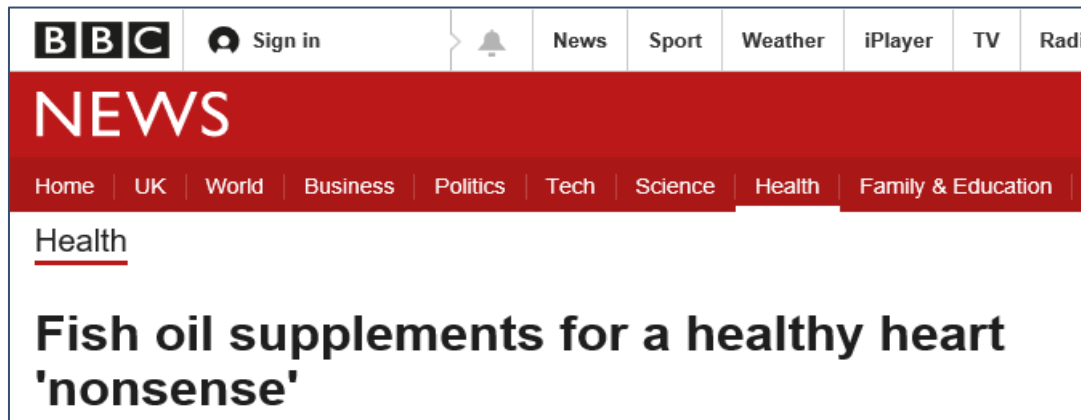 BBC Sign in News Sport Weather iPlayer TV Radi
NEWS
Home UK World Business Politics Tech Science Health Family & Education
Health
Fish oil supplements for a healthy heart
'nonsense'